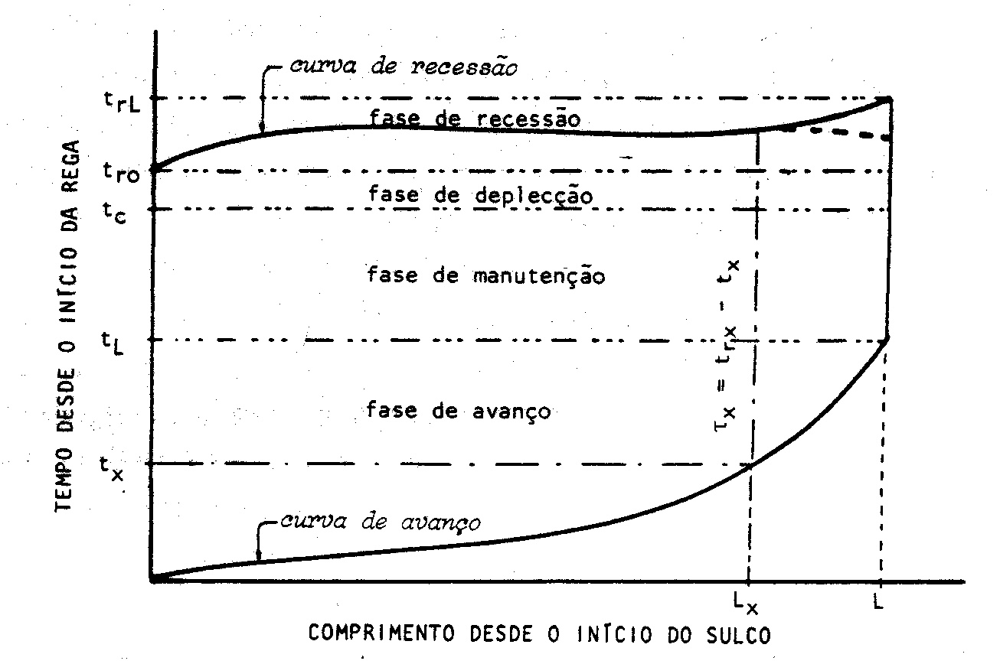 curva de recessão
t_rL
fase de recessão
t_ro
fase de deplecção
t_c
fase de manutenção
τ_x = t_rx - t_x
t_L
fase de avanço
t_x
curva de avanço
TEMPO DESDE O INÍCIO DA REGA
L_x
L
COMPRIMENTO DESDE O INÍCIO DO SULCO